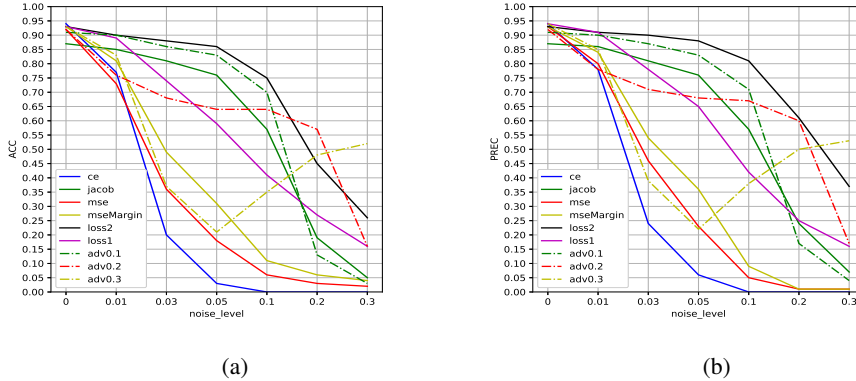 1.00
0.95
0.90
0.85
0.80
0.75
0.70
0.65
0.60
0.55
0.50
0.45
0.40
0.35
0.30
0.25
0.20
0.15
0.10
0.05
0.00
ACC
ce
jacob
mse
mseMargin
loss2
loss1
adv0.1
adv0.2
adv0.3
0 0.01 0.03 0.05 0.1 0.2 0.3
noise_level
(a)
1.00
0.95
0.90
0.85
0.80
0.75
0.70
0.65
0.60
0.55
0.50
0.45
0.40
0.35
0.30
0.25
0.20
0.15
0.10
0.05
0.00
PREC
ce
jacob
mse
mseMargin
loss2
loss1
adv0.1
adv0.2
adv0.3
0 0.01 0.03 0.05 0.1 0.2 0.3
noise_level
(b)